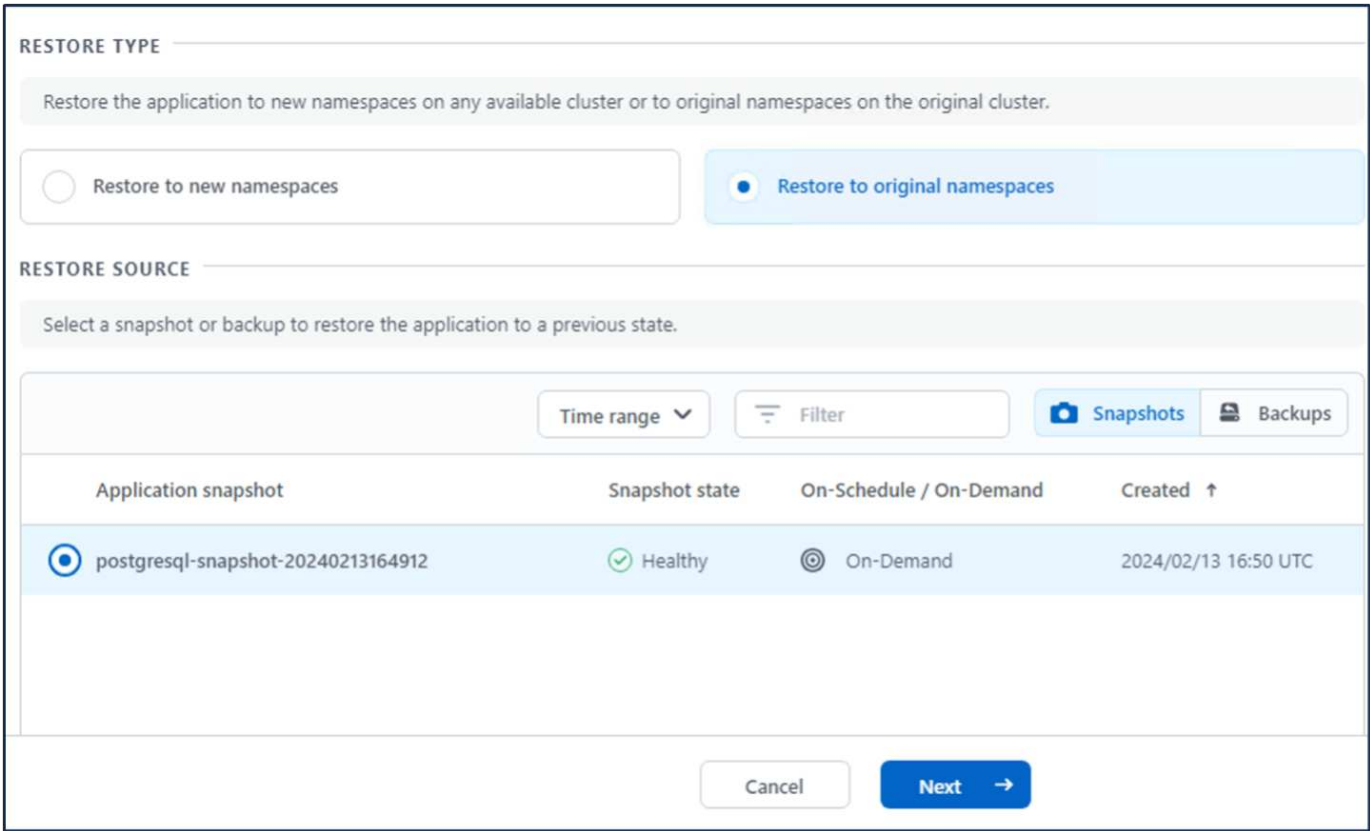 RESTORE TYPE
Restore the application to new namespaces on any available cluster or to original namespaces on the original cluster.
Restore to new namespaces
Restore to original namespaces
RESTORE SOURCE
Select a snapshot or backup to restore the application to a previous state.
Time range
Filter
Snapshots
Backups
Application snapshot
Snapshot state
On-Schedule / On-Demand
Created ↑
postgresql-snapshot-20240213164912
Healthy
On-Demand
2024/02/13 16:50 UTC
Cancel
Next →